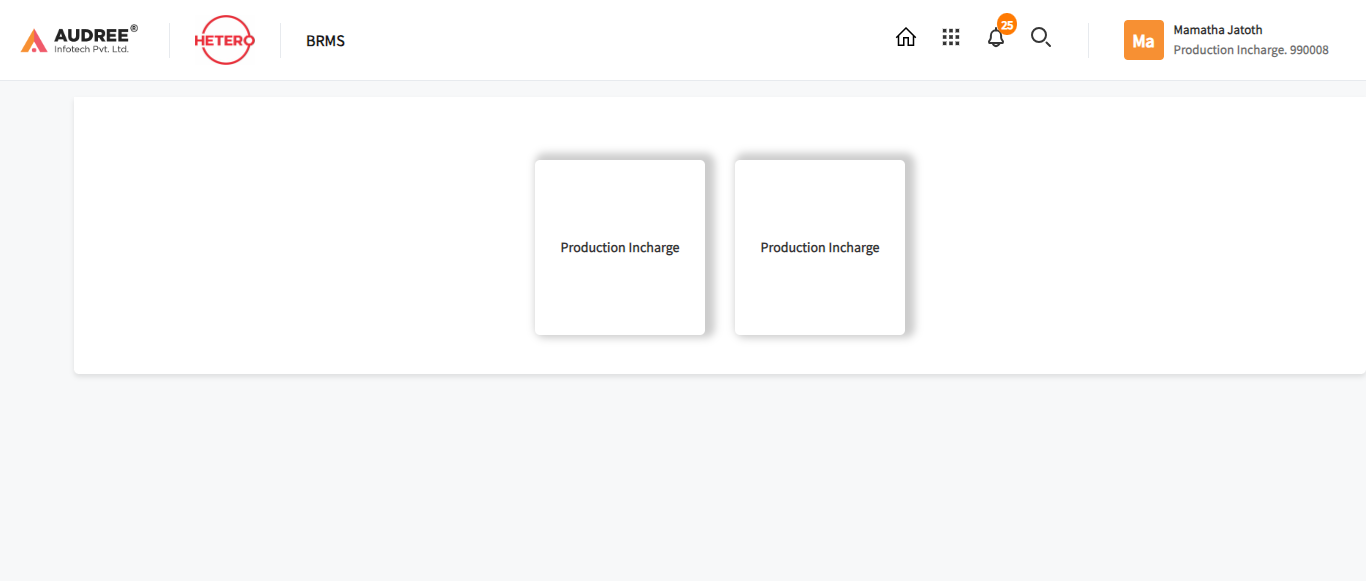 AUDREE®
Infotech Pvt. Ltd.
HETERO
BRMS
25
Ma
Mamatha Jatoth
Production Incharge. 990008
Production Incharge
Production Incharge